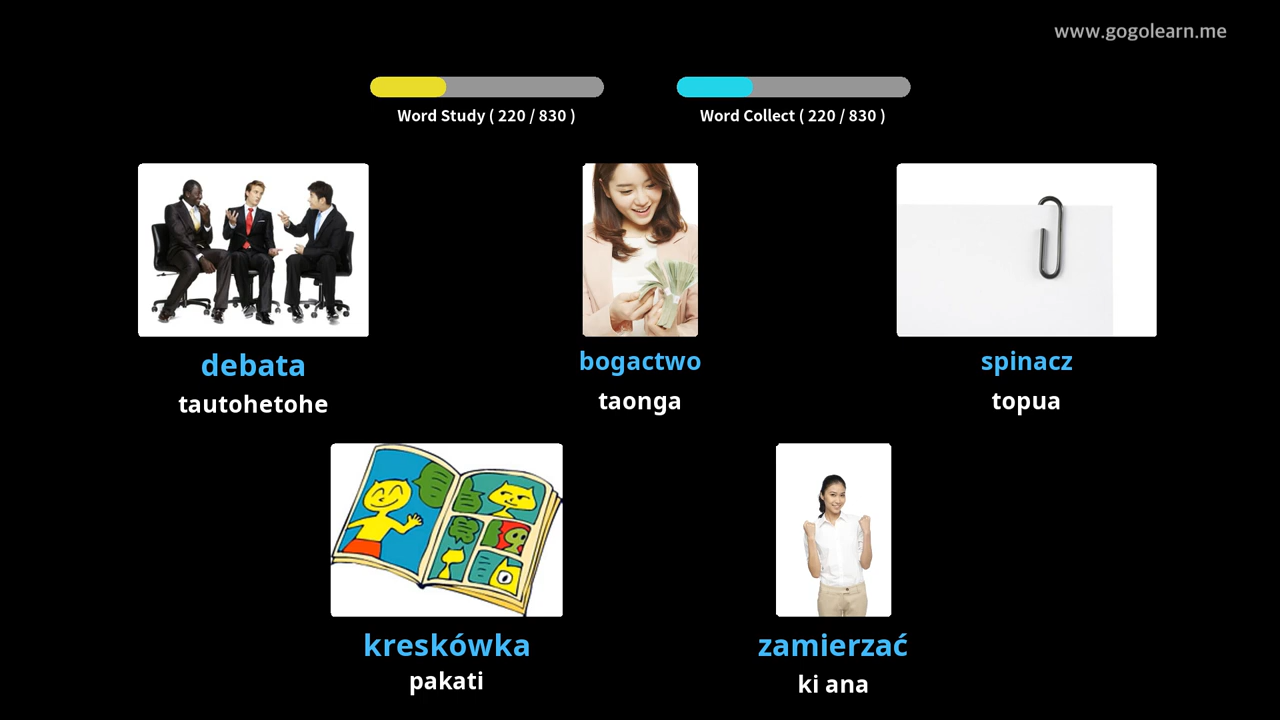 www.gogolearn.me
Word Study ( 220 / 830 )
Word Collect ( 220 / 830 )
debata
tautohetohe
bogactwo
taonga
spinacz
topua
kreskówka
pakati
zamierzać
ki ana